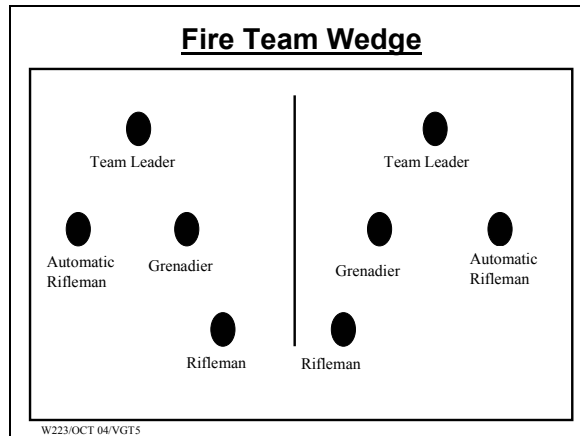 Fire Team Wedge
Team Leader
Team Leader
Automatic
Rifleman
Grenadier
Grenadier
Automatic
Rifleman
Rifleman
Rifleman
W223/OCT 04/VGT5